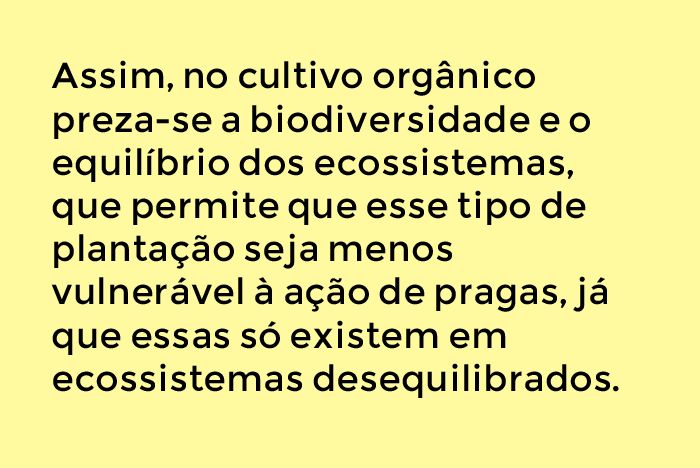 Assim, no cultivo orgânico
preza-se a biodiversidade e o
equilíbrio dos ecossistemas,
que permite que esse tipo de
plantação seja menos
vulnerável à ação de pragas, já
que essas só existem em
ecossistemas desequilibrados.